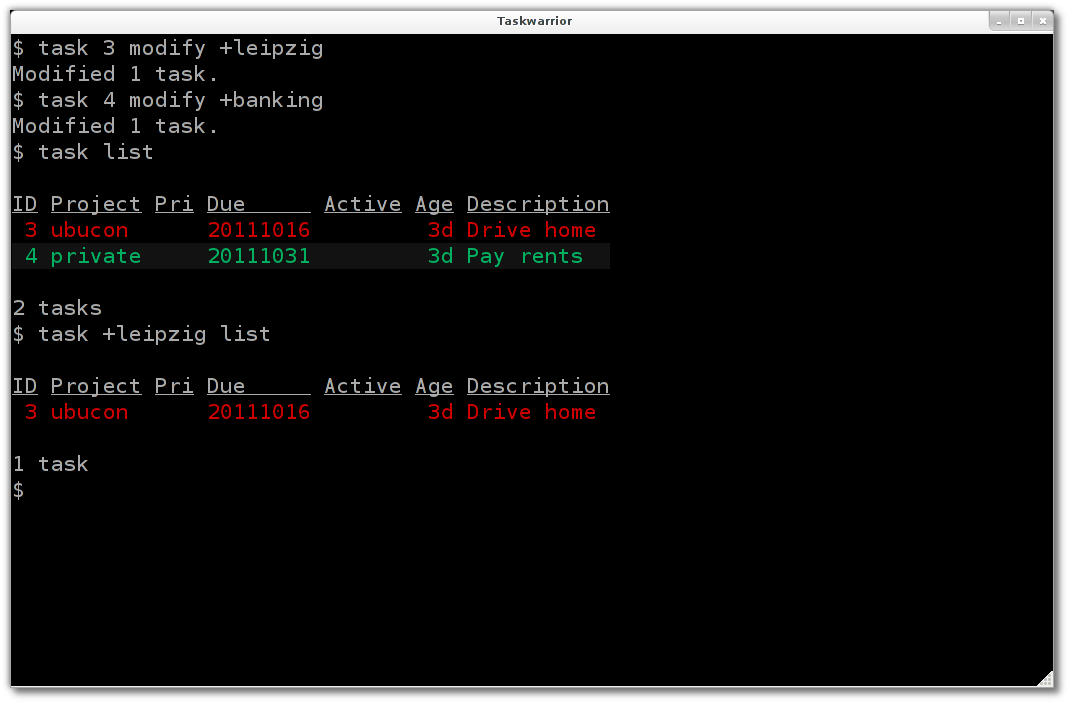 Taskwarrior
$ task 3 modify +leipzig
Modified 1 task.
$ task 4 modify +banking
Modified 1 task.
$ task list
ID Project Pri Due Active Age Description
3 ubucon 20111016 3d Drive home
4 private 20111031 3d Pay rents
2 tasks
$ task +leipzig list
ID Project Pri Due Active Age Description
3 ubucon 20111016 3d Drive home
1 task
$